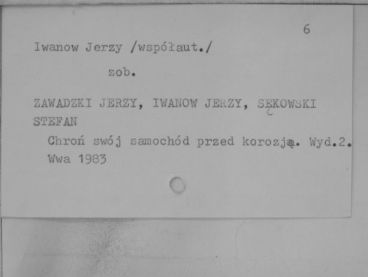 6
Iwanow Jerzy /współaut./
zob.
ZAWADZKI JERZY, IWANOW JERZY, SĘKOWSKI
STEFAN
Chroń swój samochód przed korozją. Wyd.2.
Wwa 1983